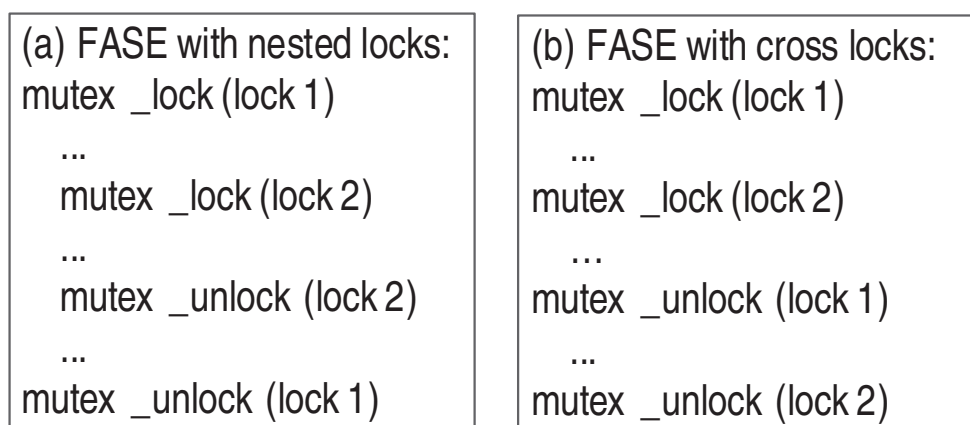 (a) FASE with nested locks:
mutex _lock (lock 1)
...
mutex _lock (lock 2)
...
mutex _unlock (lock 2)
...
mutex _unlock (lock 1)
(b) FASE with cross locks:
mutex _lock (lock 1)
...
mutex _lock (lock 2)
...
mutex _unlock (lock 1)
...
mutex _unlock (lock 2)